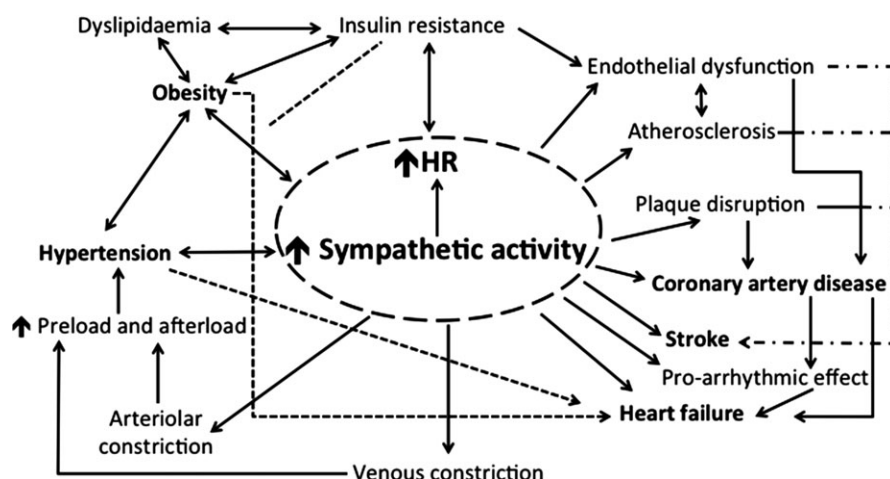 Dyslipidaemia
Insulin resistance
Endothelial dysfunction
Obesity
Atherosclerosis
HR
Plaque disruption
Hypertension
Sympathetic activity
Coronary artery disease
Preload and afterload
Stroke
Pro-arrhythmic effect
Arteriolar
constriction
Heart failure
Venous constriction